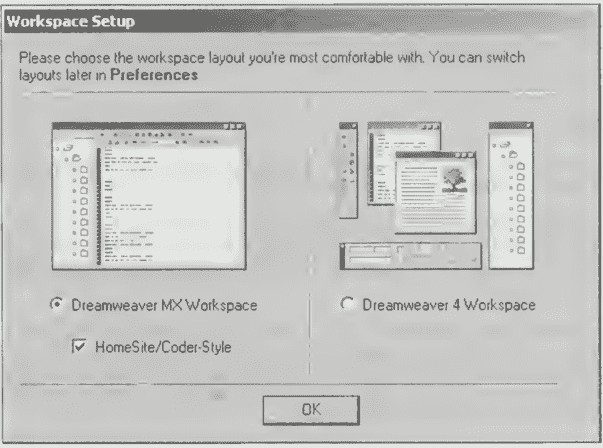 Workspace Setup
Please choose the workspace layout you're most comfortable with. You can switch
layouts later in Preferences
Dreamweaver MX Workspace
Dreamweaver 4 Workspace
HomeSite/Coder-Style
OK